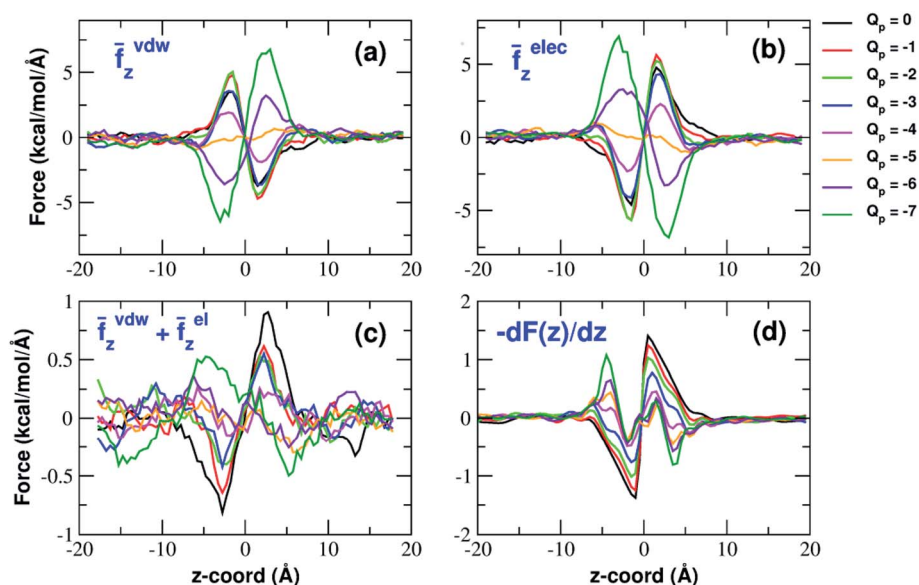 f̄z vdw
(a)
Force (kcal/mol/Å)
5
0
-5
-20 -10 0 10 20
f̄z elec
(b)
5
0
-5
-20 -10 0 10 20
Qp = 0
Qp = -1
Qp = -2
Qp = -3
Qp = -4
Qp = -5
Qp = -6
Qp = -7
f̄z vdw + f̄z el
(c)
Force (kcal/mol/Å)
1
0.5
0
-0.5
-1
-20 -10 0 10 20
z-coord (Å)
-dF(z)/dz
(d)
2
1
0
-1
-2
-20 -10 0 10 20
z-coord (Å)